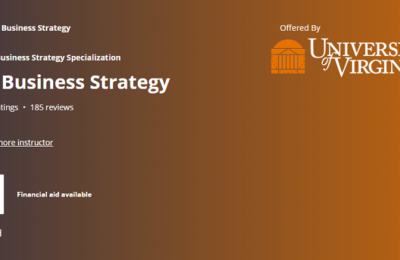 Business Strategy
Offered By
Business Strategy Specialization
UNIVERSI
of VIRGIN
Business Strategy
tings • 185 reviews
more instructor
Financial aid available